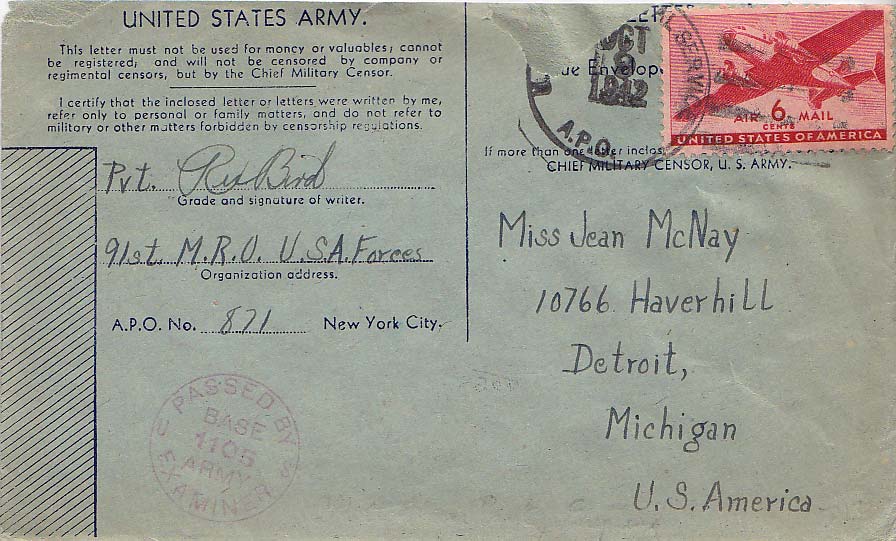 UNITED STATES ARMY.
This letter must not be used for money or valuables; cannot
be registered; and will not be censored by company or
regimental censors, but by the Chief Military Censor.
I certify that the inclosed letter or letters were written by me,
refer only to personal or family matters, and do not refer to
military or other matters forbidden by censorship regulations.
Pvt. Bird
Grade and signature of writer.
91st. M.R.O. U.S.A. Forces
Organization address.
A.P.O. No. 871 New York City.
PASSED BY
BASE
1105
ARMY
U S EXAMINER
OCT
1942
A.P.O.
Envelope
AIR 6 MAIL
CENTS
UNITED STATES OF AMERICA
If more than one letter inclos
CHIEF MILITARY CENSOR, U. S. ARMY.
Miss Jean McNay
10766 Haverhill
Detroit,
Michigan
U.S. America